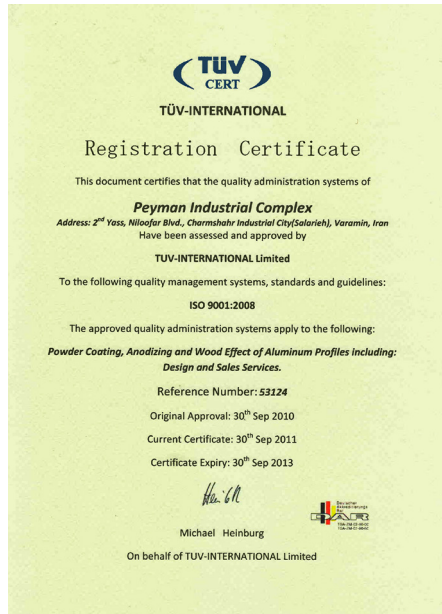 TÜV
CERT
TÜV-INTERNATIONAL
Registration Certificate
This document certifies that the quality administration systems of
Peyman Industrial Complex
Address: 2nd Yass, Niloofar Blvd., Charmshahr Industrial City(Salarieh), Varamin, Iran
Have been assessed and approved by
TUV-INTERNATIONAL Limited
To the following quality management systems, standards and guidelines:
ISO 9001:2008
The approved quality administration systems apply to the following:
Powder Coating, Anodizing and Wood Effect of Aluminum Profiles including:
Design and Sales Services.
Reference Number: 53124
Original Approval: 30th Sep 2010
Current Certificate: 30th Sep 2011
Certificate Expiry: 30th Sep 2013
Deutscher
Akkreditierungs
Rat
DAR
Michael Heinburg
On behalf of TUV-INTERNATIONAL Limited